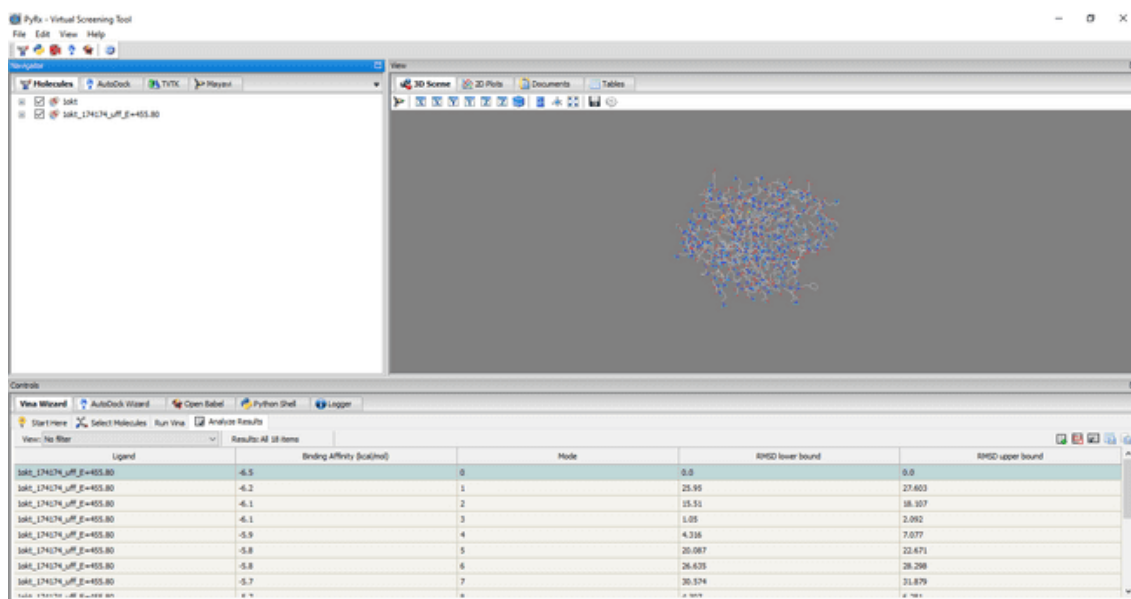 PyRx - Virtual Screening Tool
File Edit View Help
Navigator
View
Molecules AutoDock TVTK Mayavi
3D Scene 2D Plots Documents Tables
1okt
1okt_174174_uff_E=455.80
Controls
Vina Wizard AutoDock Wizard Open Babel Python Shell Logger
Start Here Select Molecules Run Vina Analyze Results
View: No filter Results: All 18 items
Ligand Binding Affinity (kcal/mol) Mode RMSD lower bound RMSD upper bound
1okt_174174_uff_E=455.80 -6.5 0 0.0 0.0
1okt_174174_uff_E=455.80 -6.2 1 25.95 27.603
1okt_174174_uff_E=455.80 -6.1 2 15.51 18.107
1okt_174174_uff_E=455.80 -6.1 3 1.05 2.092
1okt_174174_uff_E=455.80 -5.9 4 4.316 7.077
1okt_174174_uff_E=455.80 -5.8 5 20.087 22.671
1okt_174174_uff_E=455.80 -5.8 6 26.635 28.298
1okt_174174_uff_E=455.80 -5.7 7 30.574 31.879